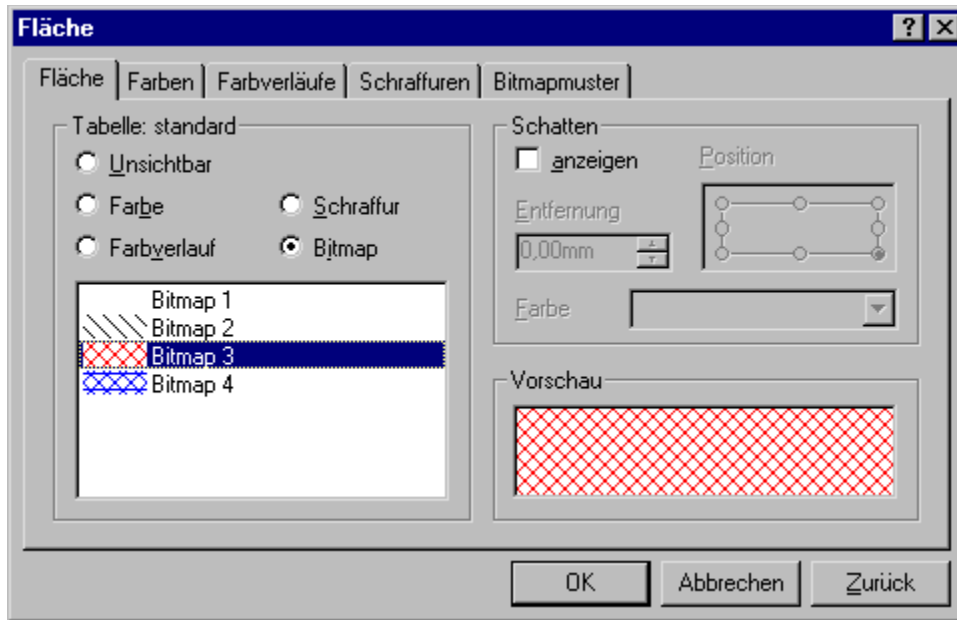 Fläche
Fläche Farben Farbverläufe Schraffuren Bitmapmuster
Tabelle: standard
Unsichtbar
Farbe Schraffur
Farbverlauf Bitmap
Bitmap 1
Bitmap 2
Bitmap 3
Bitmap 4
Schatten
anzeigen Position
Entfernung
0,00mm
Farbe
Vorschau
OK Abbrechen Zurück